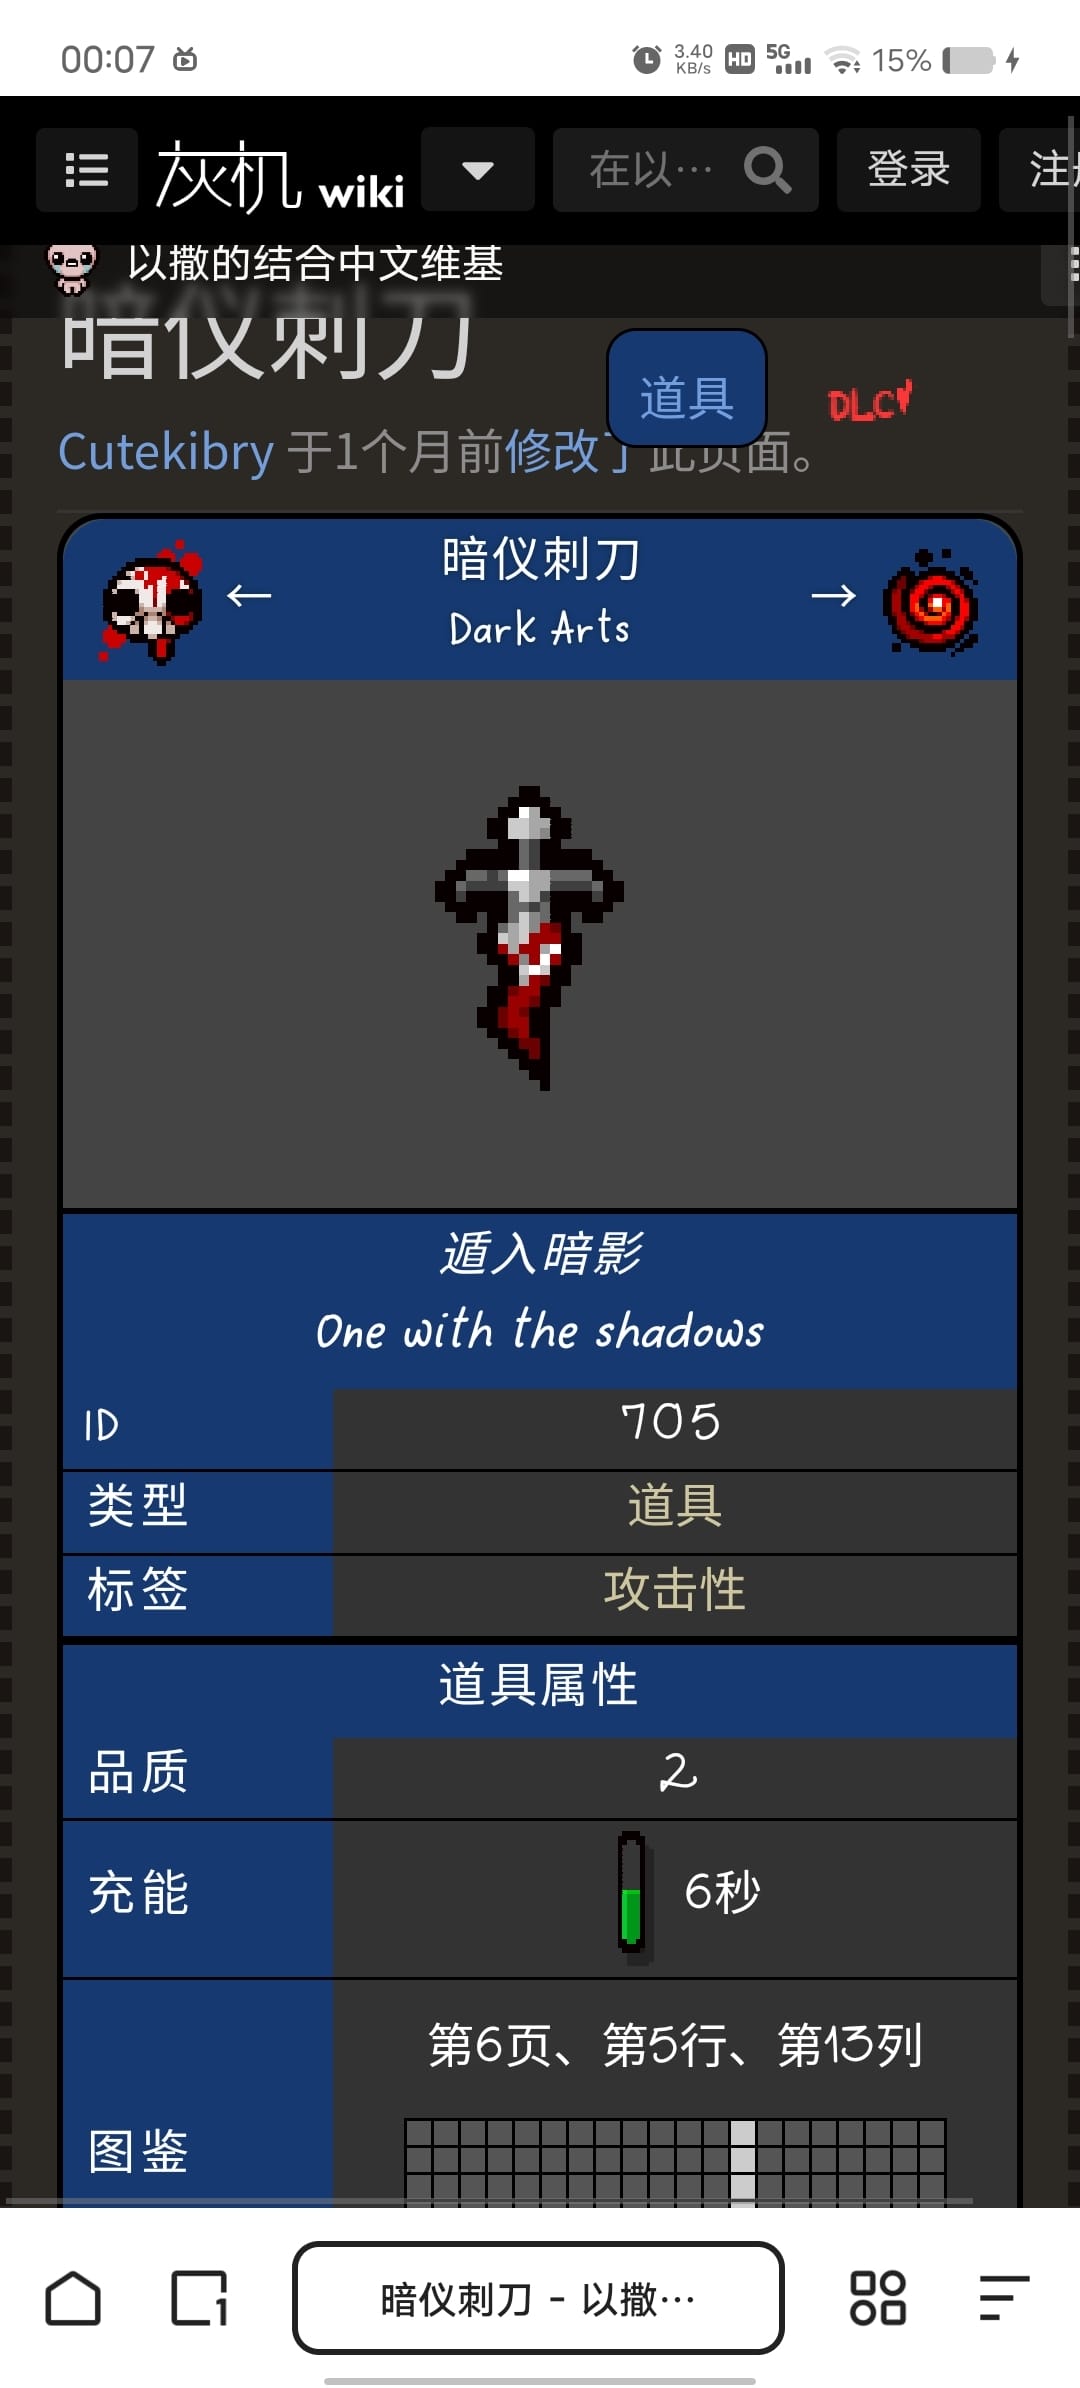 00:07
3.40 KB/s HD 5G 15%
灰机 wiki 在以… 登录
以撒的结合中文维基
暗仪刺刀
道具 DLC
Cutekibry 于1个月前修改了此页面。
暗仪刺刀
← →
Dark Arts
遁入暗影
One with the shadows
ID 705
类型 道具
标签 攻击性
道具属性
品质 2
充能 6秒
第6页、第5行、第13列
图鉴
1 暗仪刺刀 - 以撒…